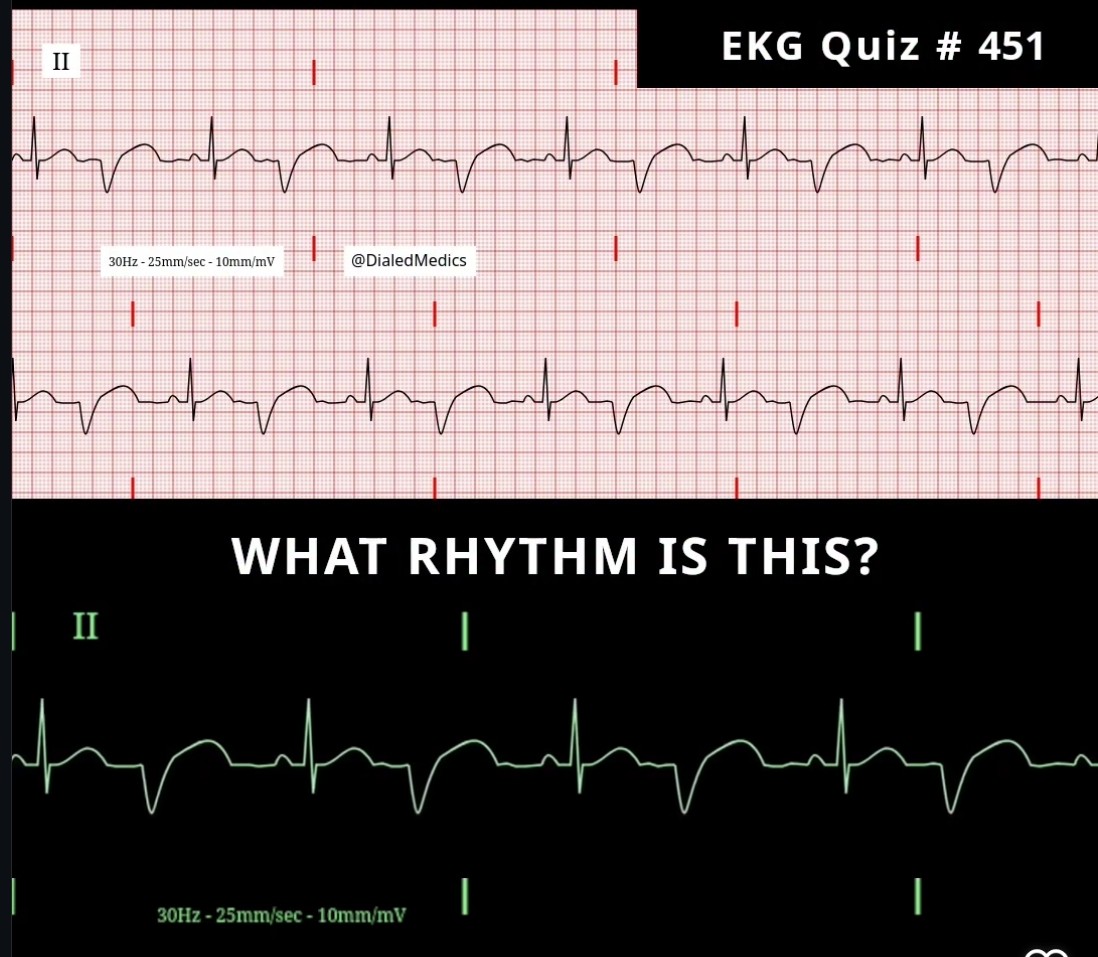 EKG Quiz # 451
II
30Hz - 25mm/sec - 10mm/mV
@DialedMedics
WHAT RHYTHM IS THIS?
II
30Hz - 25mm/sec - 10mm/mV